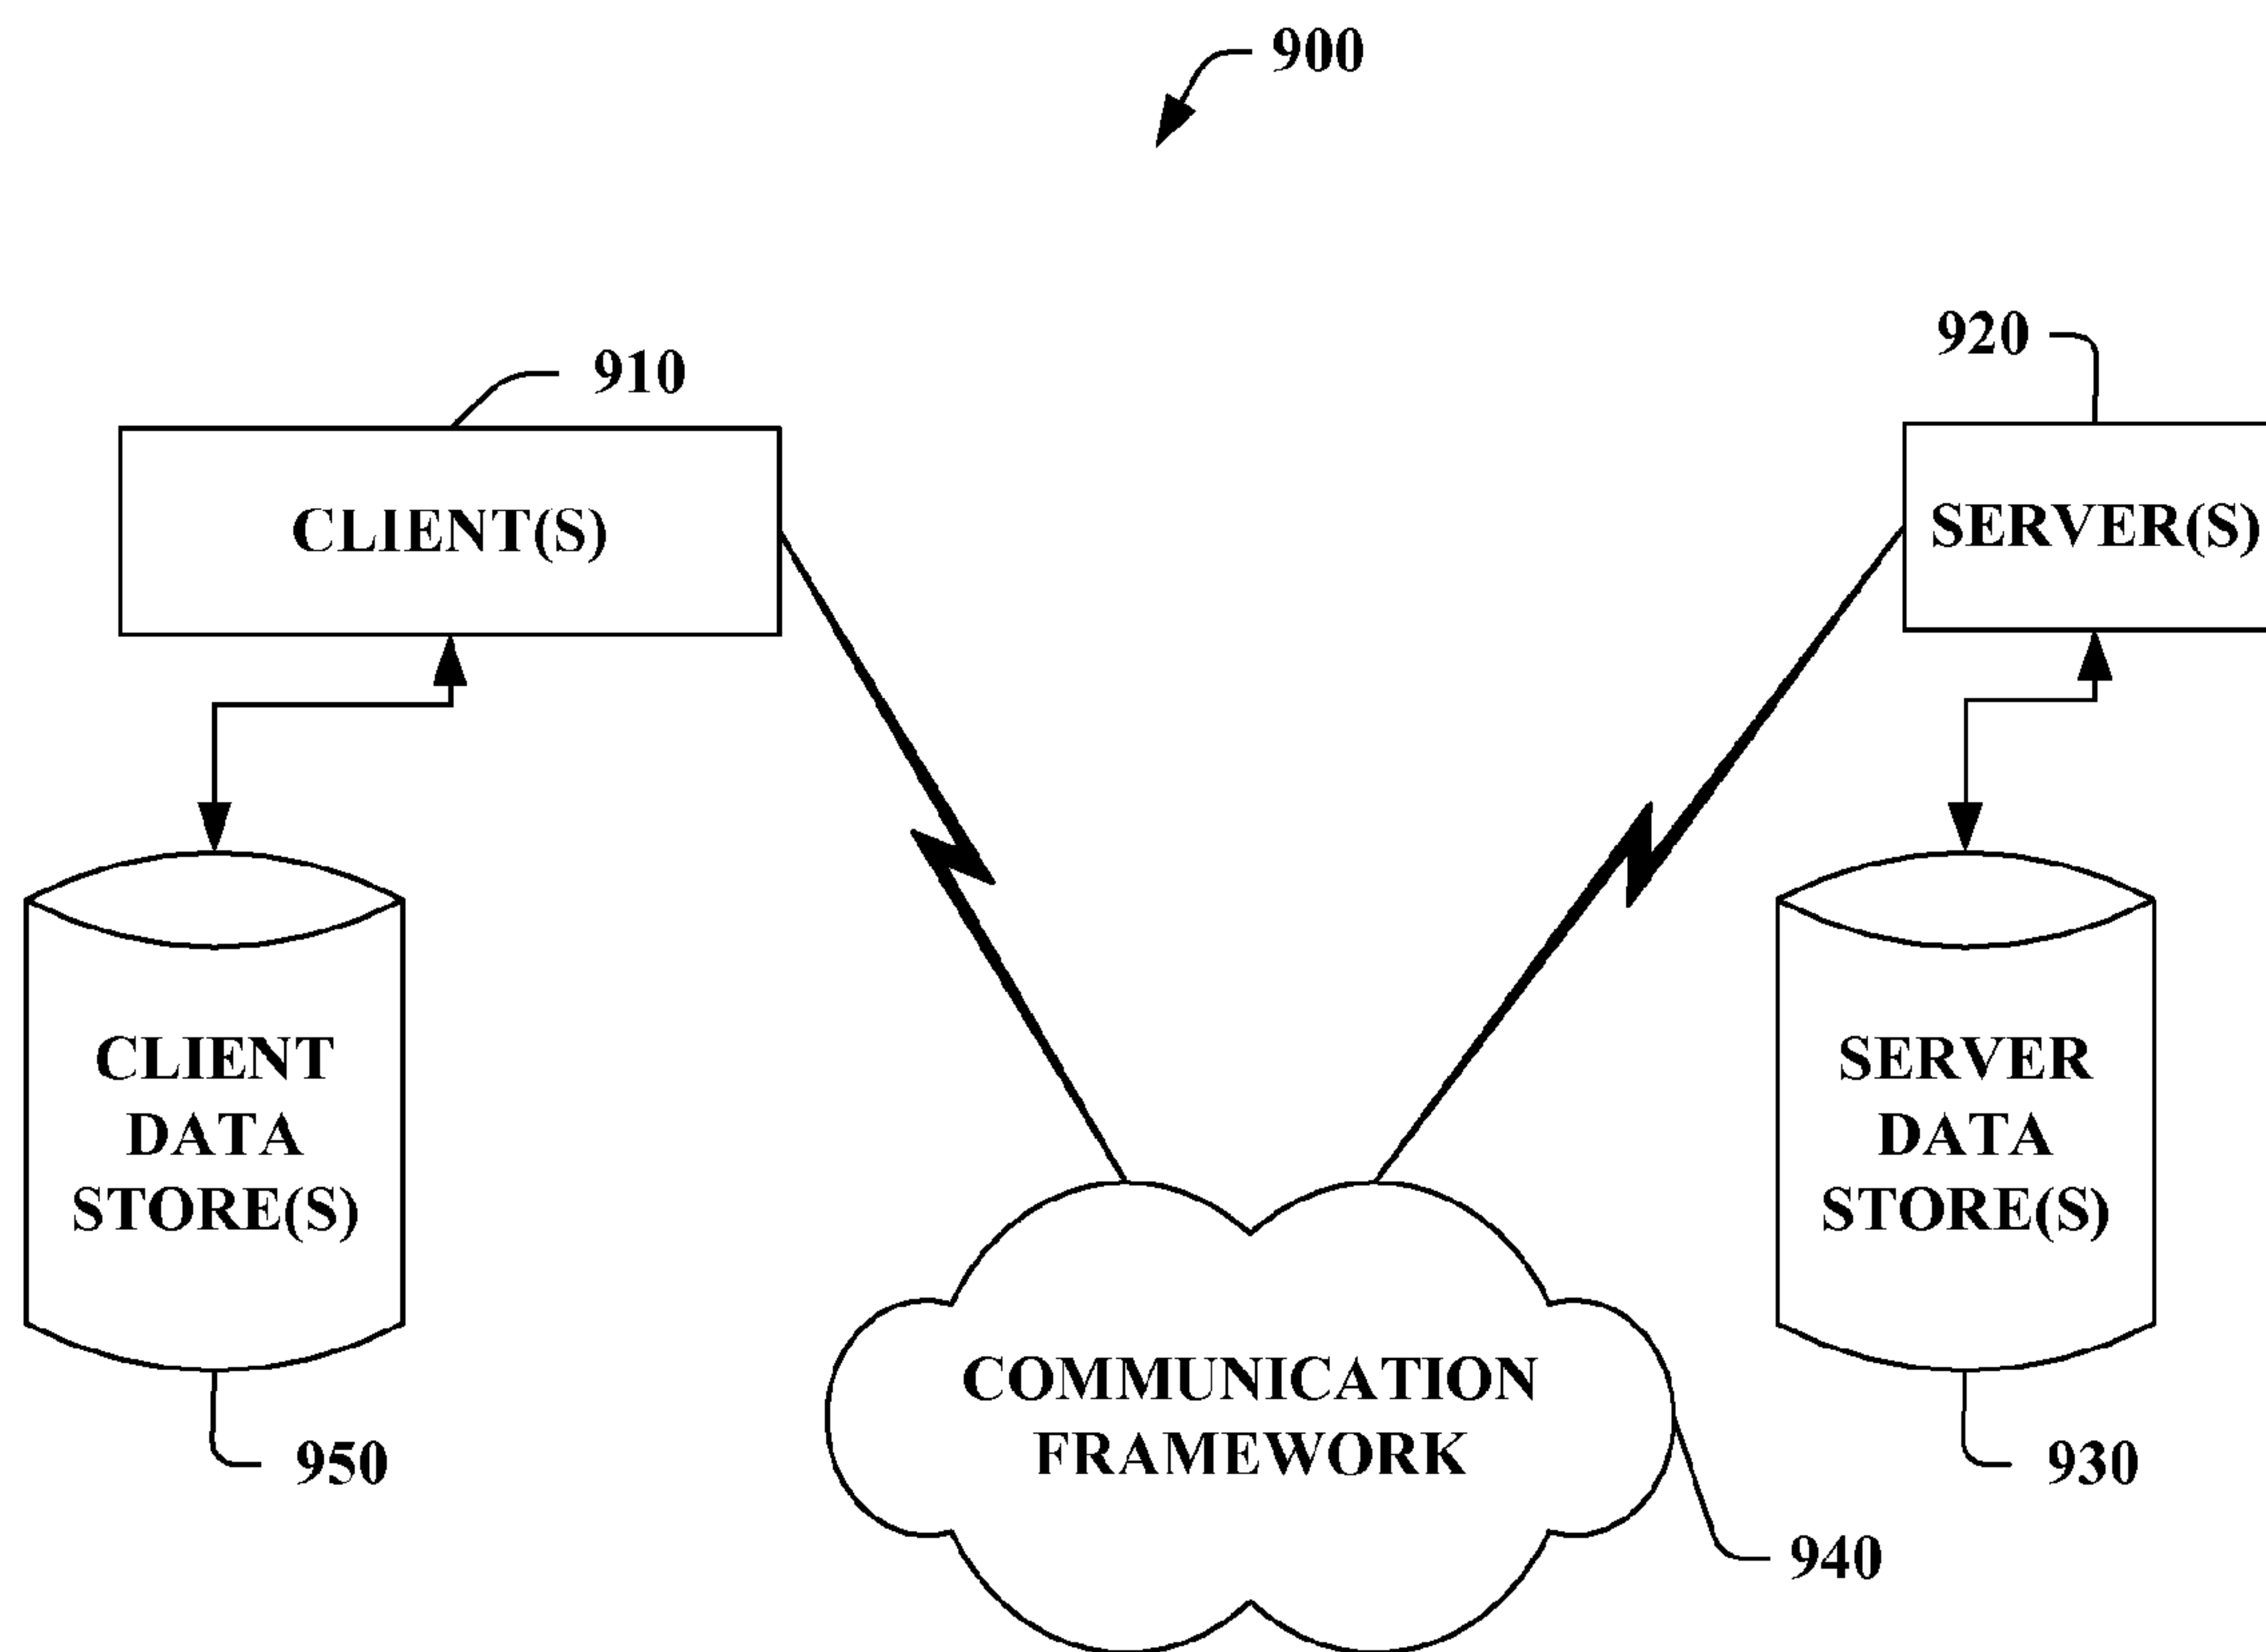 900
910
920
CLIENT(S)
SERVER(S)
CLIENT
DATA
STORE(S)
SERVER
DATA
STORE(S)
COMMUNICATION
FRAMEWORK
950
930
940